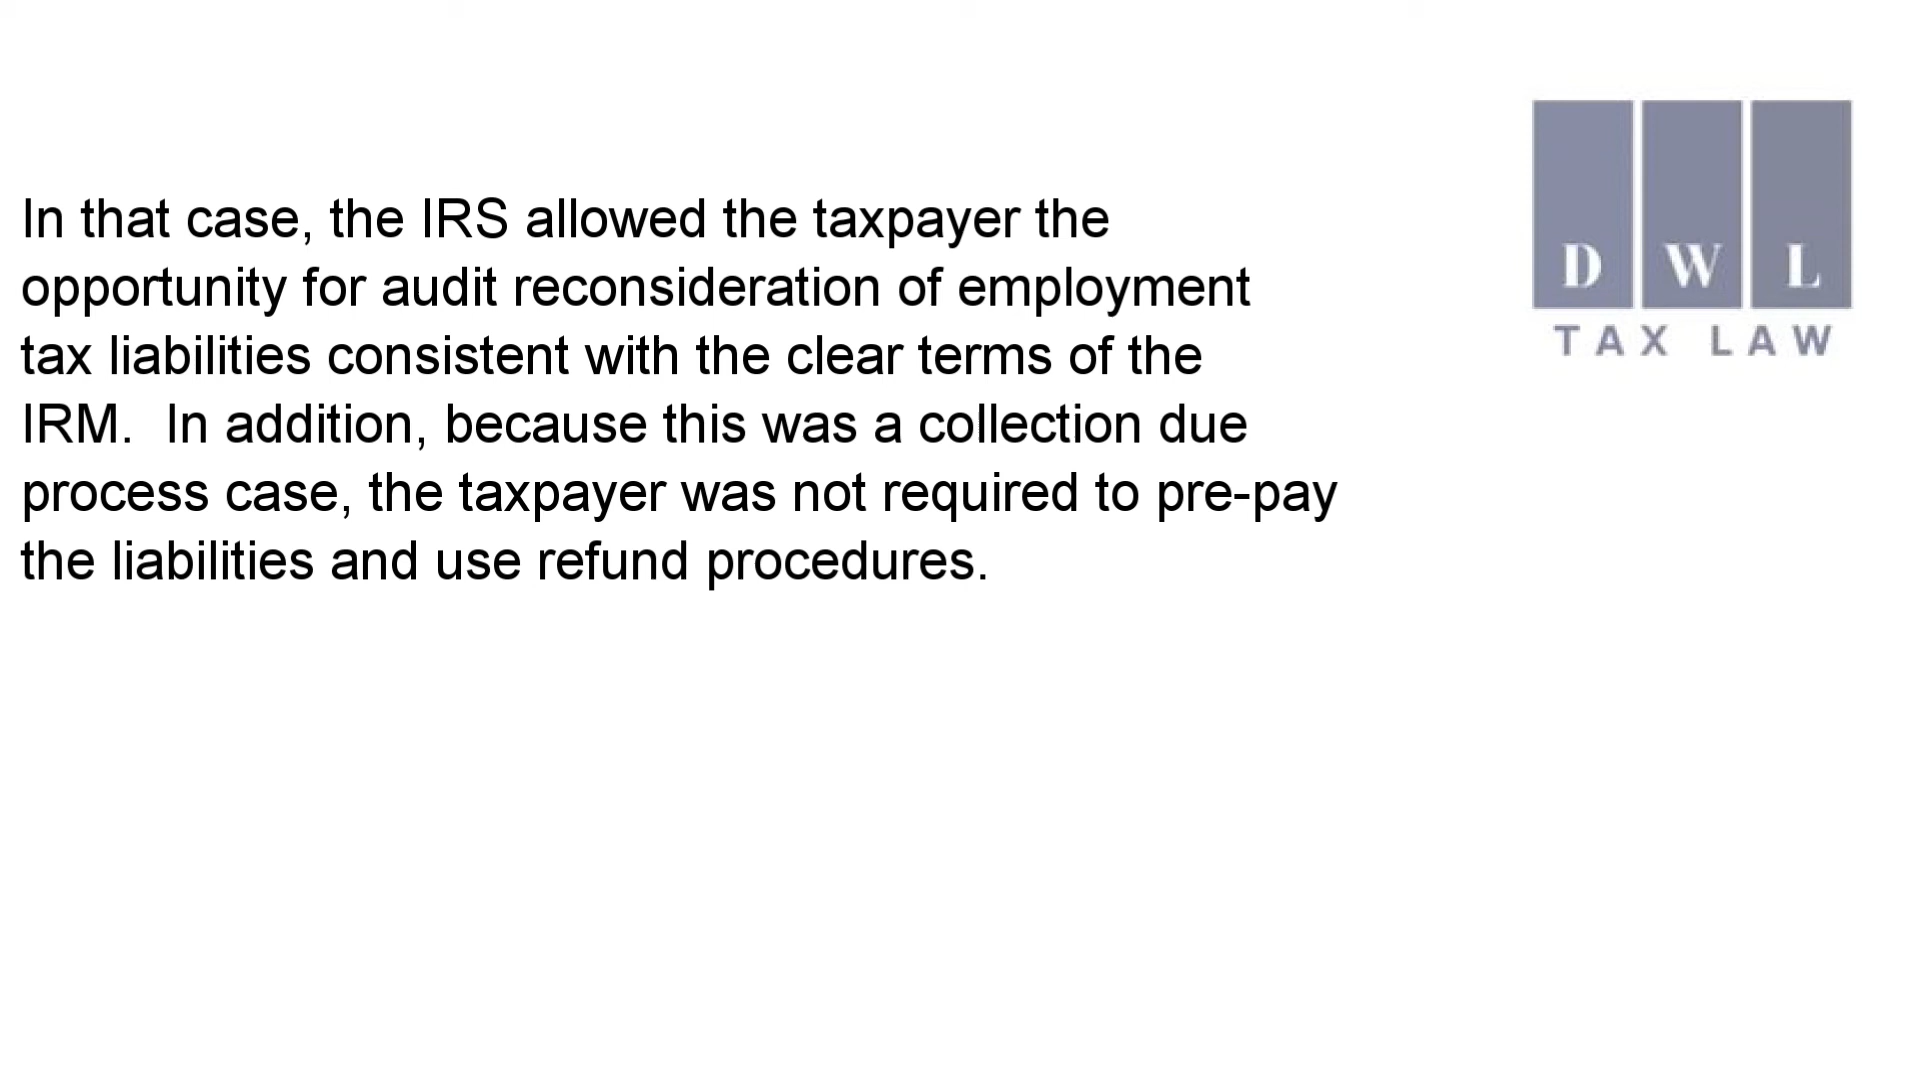 In that case, the IRS allowed the taxpayer the
opportunity for audit reconsideration of employment
tax liabilities consistent with the clear terms of the
IRM.  In addition, because this was a collection due
process case, the taxpayer was not required to pre-pay
the liabilities and use refund procedures.
D W L
TAX LAW